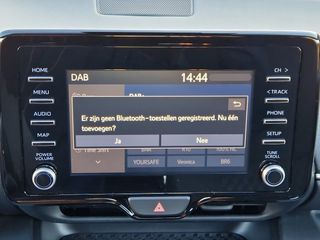 DAB
14:44
HOME
MENU
AUDIO
MAP
POWER
VOLUME
CH >
< TRACK
PHONE
SETUP
TUNE
SCROLL
Er zijn geen Bluetooth-toestellen geregistreerd. Nu één
toevoegen?
Ja
Nee
YOURSAFE
Veronica
BR6